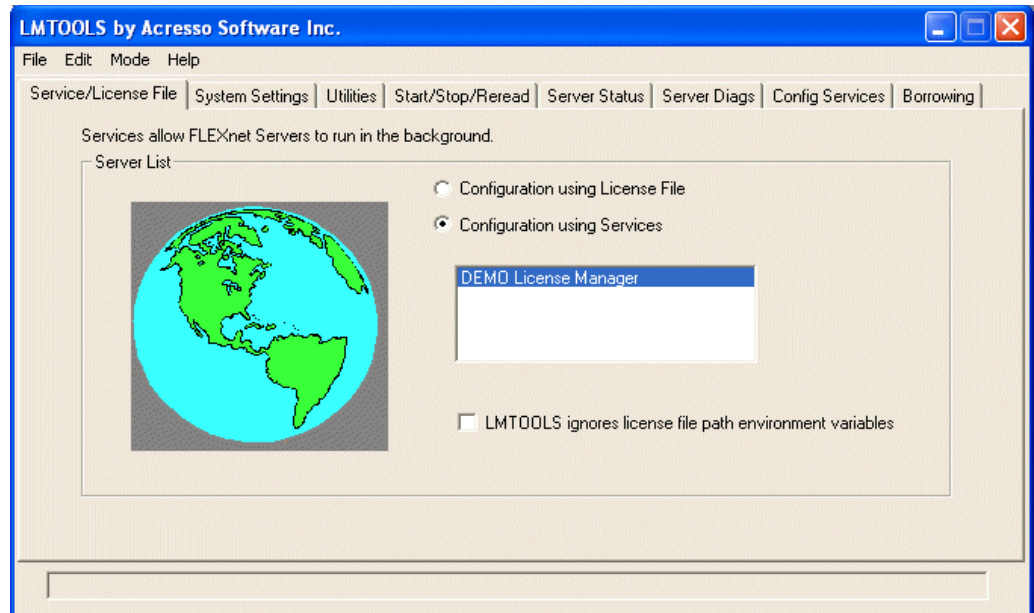 LMTOOLS by Acresso Software Inc.
File Edit Mode Help
Service/License File System Settings Utilities Start/Stop/Reread Server Status Server Diags Config Services Borrowing
Services allow FLEXnet Servers to run in the background.
Server List
Configuration using License File
Configuration using Services
DEMO License Manager
LMTOOLS ignores license file path environment variables